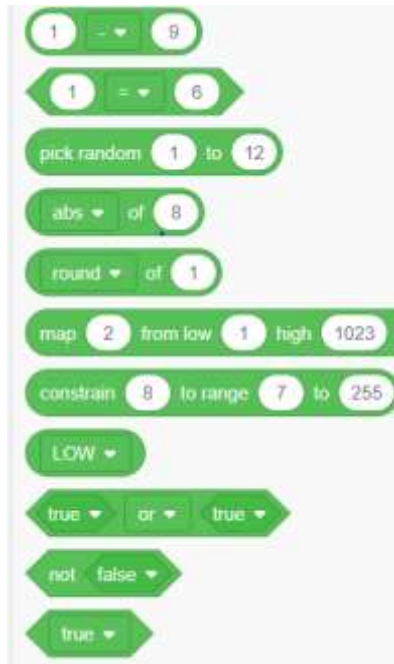 1 - 9
1 = 6
pick random 1 to 12
abs of 8
round of 1
map 2 from low 1 high 1023
constrain 8 to range 7 to 255
LOW
true or true
not false
true